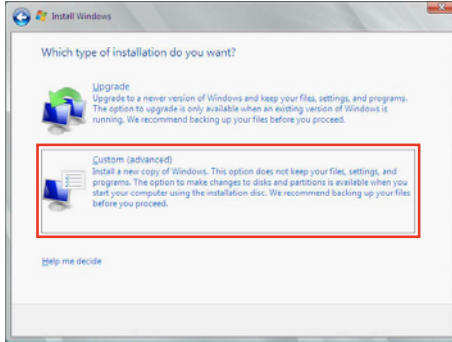 Install Windows
Which type of installation do you want?
Upgrade
Upgrade to a newer version of Windows and keep your files, settings, and programs.
The option to upgrade is only available when an existing version of Windows is
running. We recommend backing up your files before you proceed.
Custom (advanced)
Install a new copy of Windows. This option does not keep your files, settings, and
programs. The option to make changes to disks and partitions is available when you
start your computer using the installation disc. We recommend backing up your files
before you proceed.
Help me decide